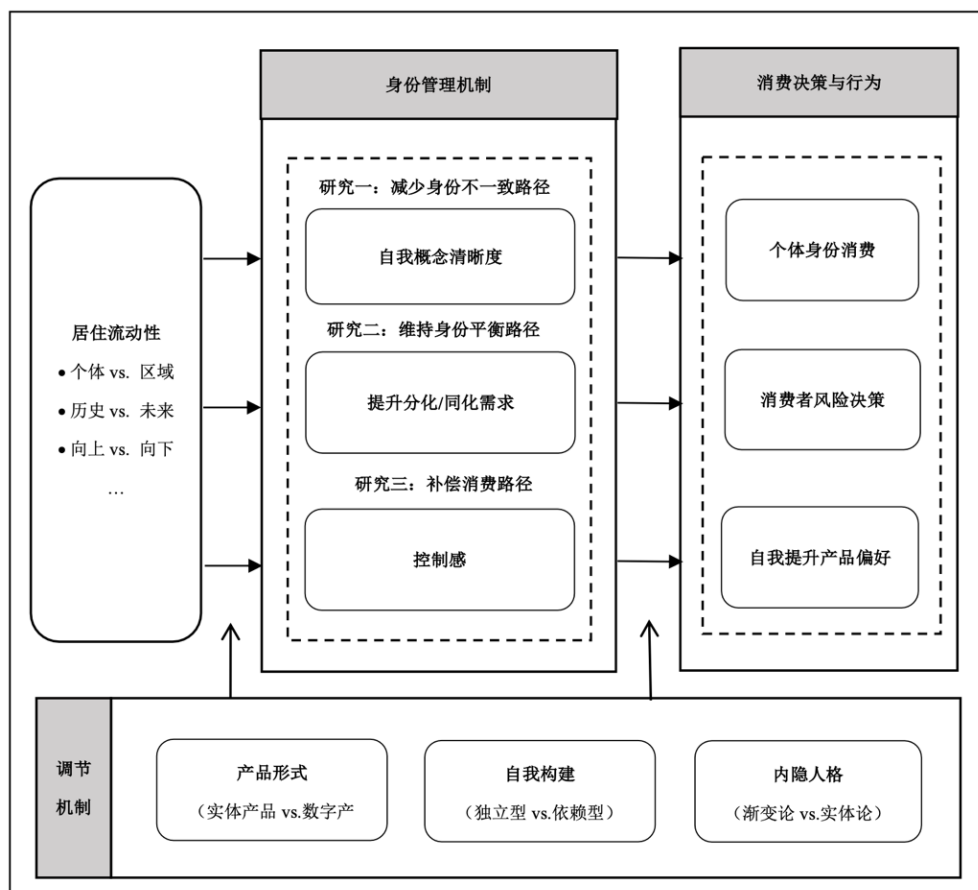 身份管理机制
消费决策与行为
研究一：减少身份不一致路径
自我概念清晰度
个体身份消费
居住流动性
• 个体 vs. 区域
• 历史 vs. 未来
• 向上 vs. 向下
…
研究二：维持身份平衡路径
提升分化/同化需求
消费者风险决策
研究三：补偿消费路径
控制感
自我提升产品偏好
调节
机制
产品形式
（实体产品 vs.数字产
自我构建
（独立型 vs.依赖型）
内隐人格
（渐变论 vs.实体论）